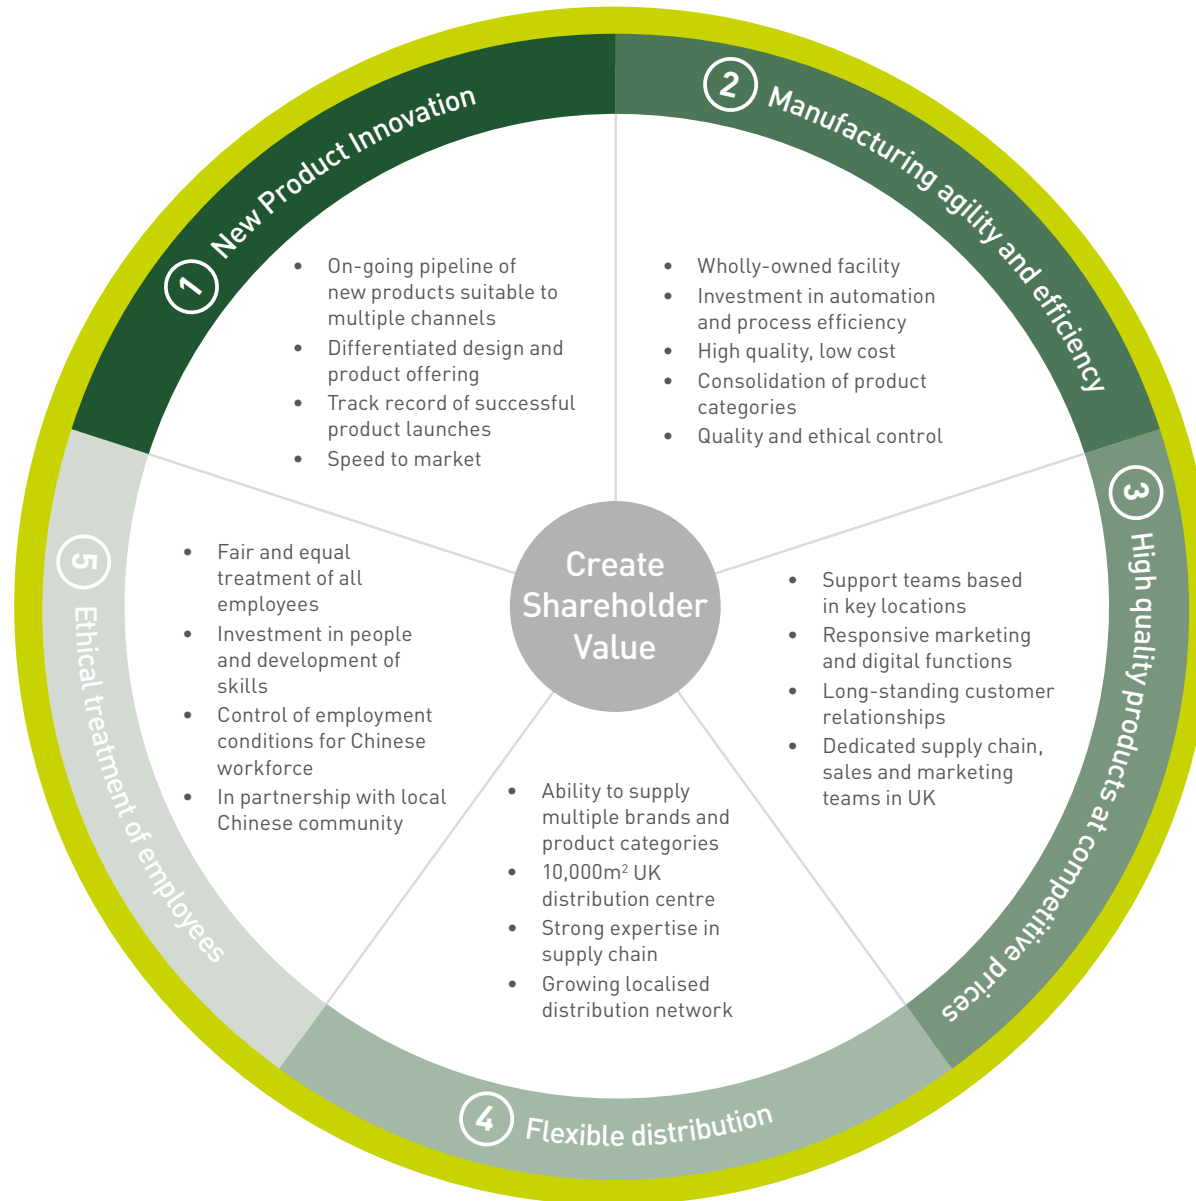 1 New Product Innovation
• On-going pipeline of
new products suitable to
multiple channels
• Differentiated design and
product offering
• Track record of successful
product launches
• Speed to market
2 Manufacturing agility and efficiency
• Wholly-owned facility
• Investment in automation
and process efficiency
• High quality, low cost
• Consolidation of product
categories
• Quality and ethical control
3 High quality products at competitive prices
• Support teams based
in key locations
• Responsive marketing
and digital functions
• Long-standing customer
relationships
• Dedicated supply chain,
sales and marketing
teams in UK
4 Flexible distribution
• Ability to supply
multiple brands and
product categories
• 10,000m² UK
distribution centre
• Strong expertise in
supply chain
• Growing localised
distribution network
5 Ethical treatment of employees
• Fair and equal
treatment of all
employees
• Investment in people
and development of
skills
• Control of employment
conditions for Chinese
workforce
• In partnership with local
Chinese community
Create
Shareholder
Value